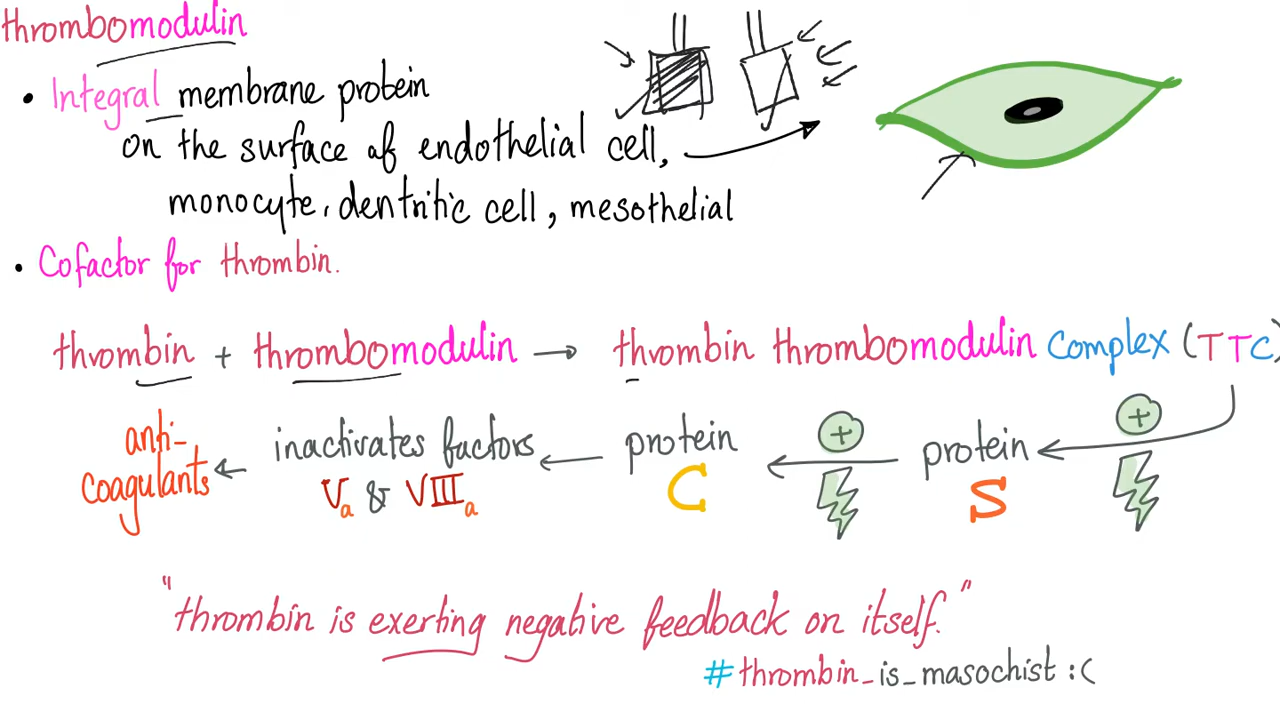 thrombomodulin
• Integral membrane protein
on the surface of endothelial cell,
monocyte, dentritic cell, mesothelial
• Cofactor for thrombin.
thrombin + thrombomodulin → thrombin thrombomodulin Complex (TTC)
anti-coagulants ← inactivates factors Va & VIIIa ← protein C ← + protein S ← +
"thrombin is exerting negative feedback on itself."
#thrombin_is_masochist :(